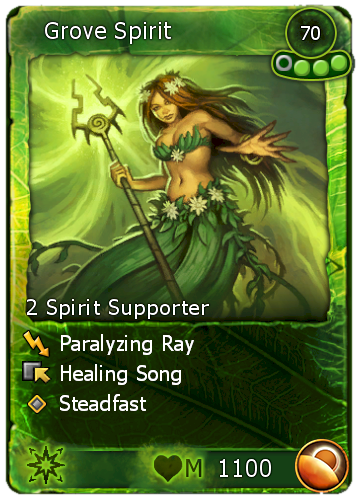 Grove Spirit
70
2 Spirit Supporter
Paralyzing Ray
Healing Song
Steadfast
M 1100